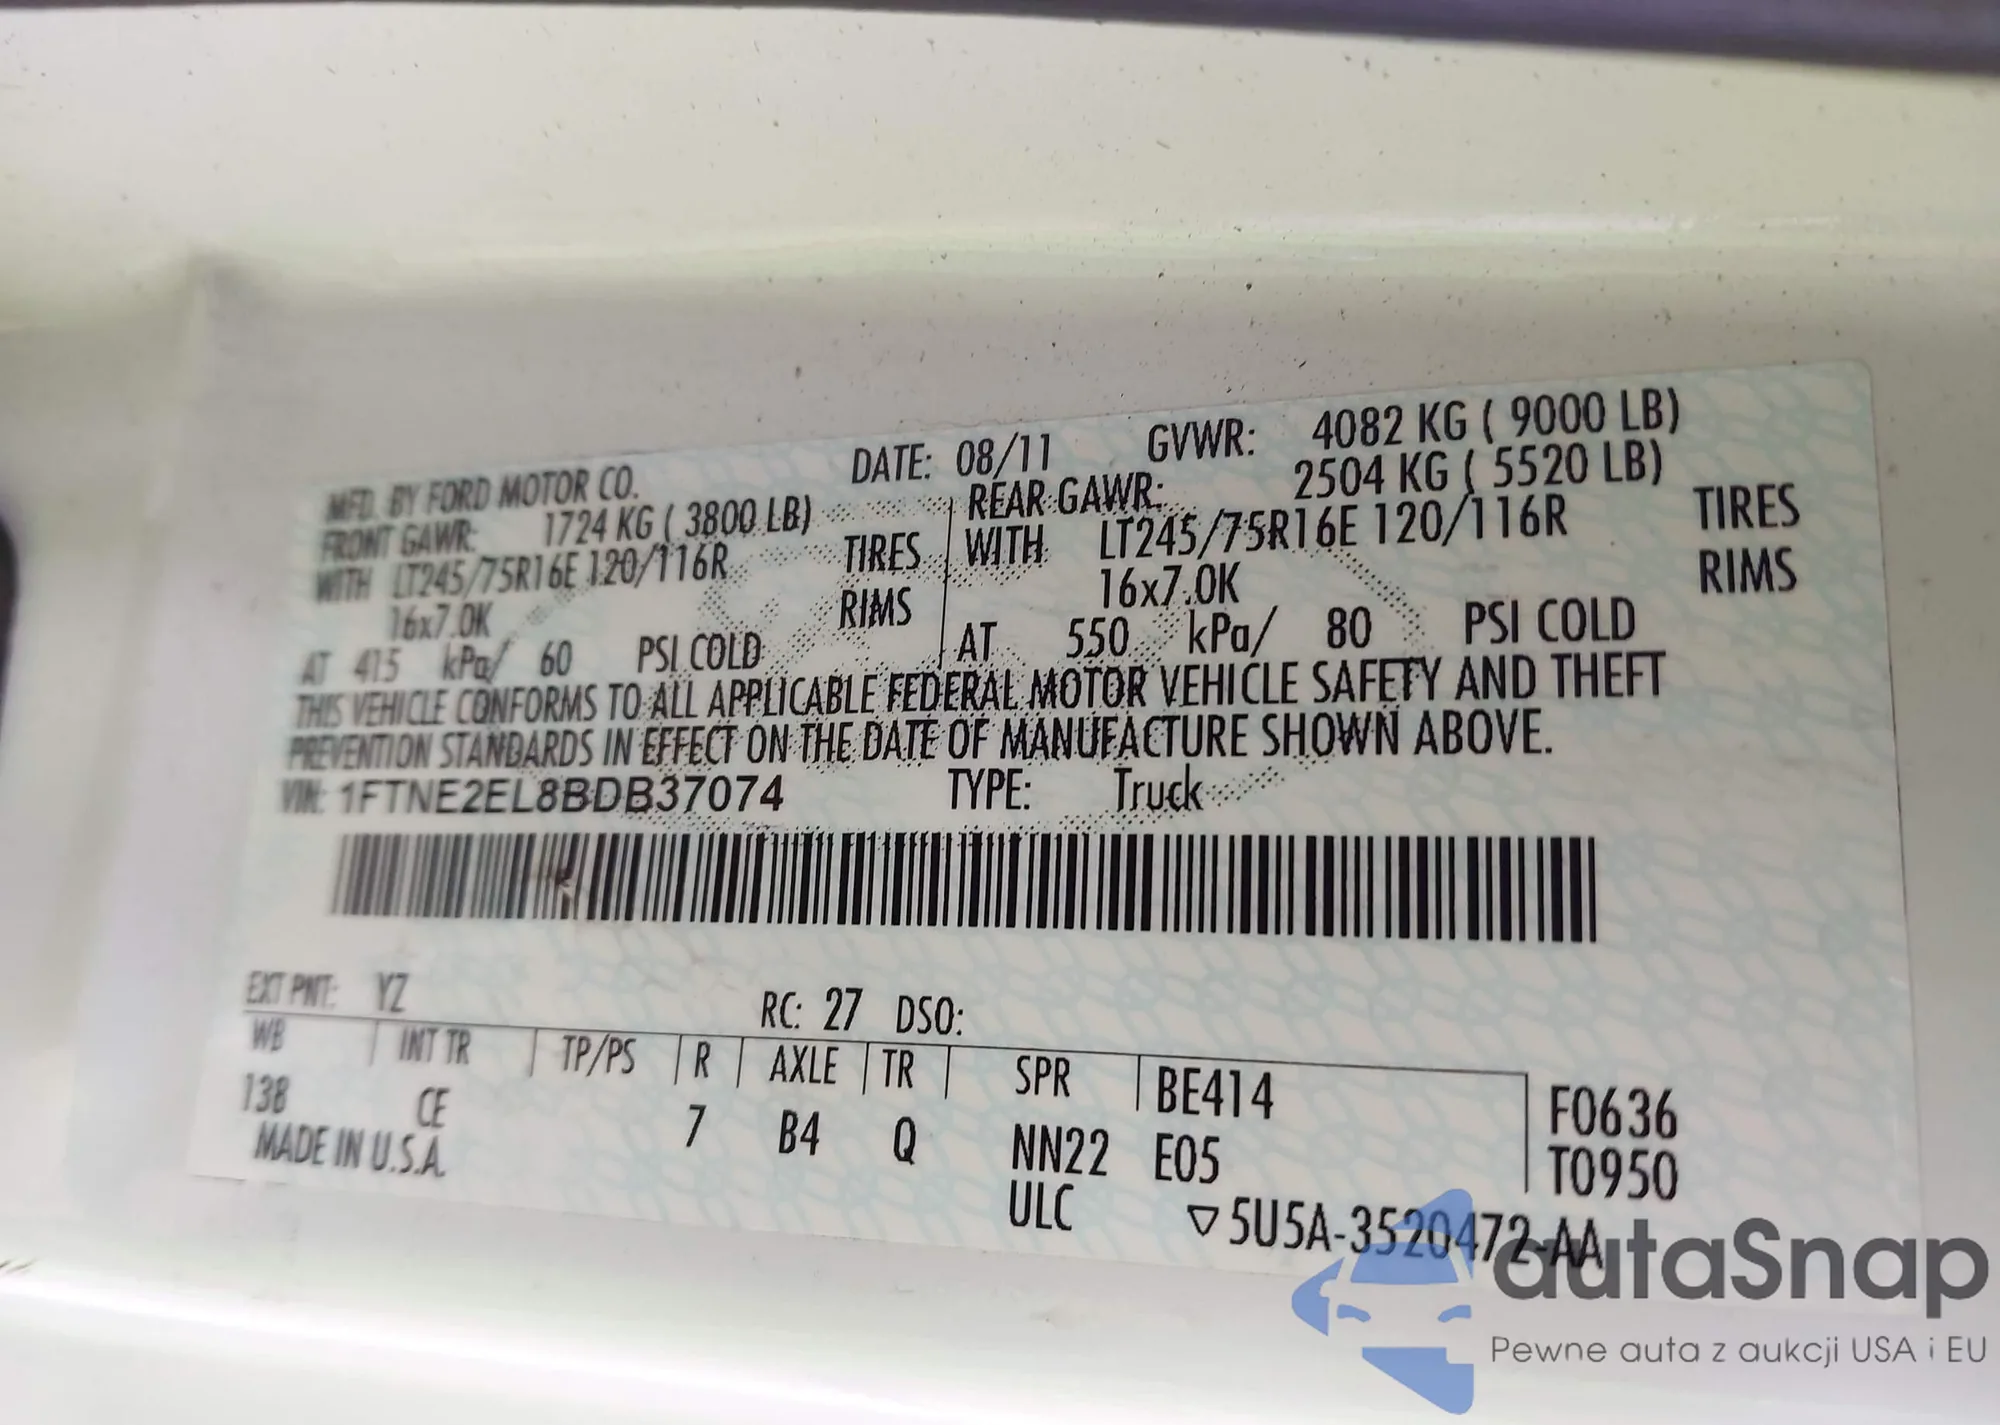 MFD. BY FORD MOTOR CO. DATE: 08/11 GVWR: 4082 KG ( 9000 LB)
FRONT GAWR: 1724 KG ( 3800 LB) REAR GAWR: 2504 KG ( 5520 LB)
WITH LT245/75R16E 120/116R TIRES WITH LT245/75R16E 120/116R TIRES
16x7.0K RIMS 16x7.0K RIMS
AT 415 kPa/ 60 PSI COLD AT 550 kPa/ 80 PSI COLD
THIS VEHICLE CONFORMS TO ALL APPLICABLE FEDERAL MOTOR VEHICLE SAFETY AND THEFT
PREVENTION STANDARDS IN EFFECT ON THE DATE OF MANUFACTURE SHOWN ABOVE.
VIN: 1FTNE2EL8BDB37074 TYPE: Truck
EXT PNT: YZ RC: 27 DSO:
WB INT TR TP/PS R AXLE TR SPR BE414 F0636
138 CE 7 B4 Q NN22 E05 T0950
MADE IN U.S.A. ULC ▽5U5A-3520472-AA
autaSnap
Pewne auta z aukcji USA i EU